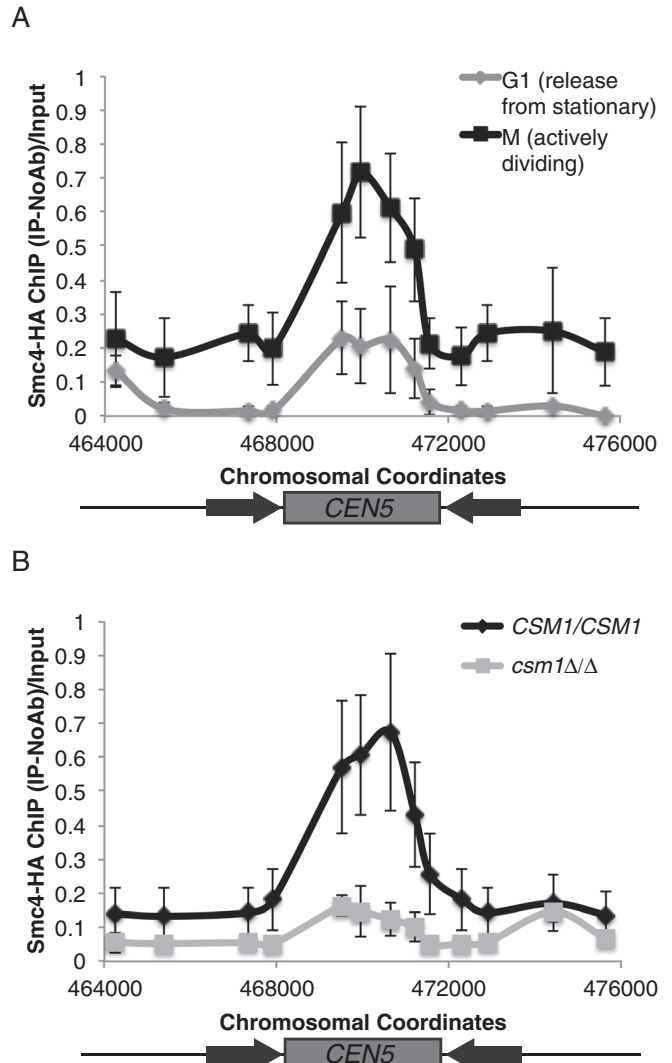 A
Smc4-HA ChIP (IP-NoAb)/Input
1
0.9
0.8
0.7
0.6
0.5
0.4
0.3
0.2
0.1
0
G1 (release
from stationary)
M (actively
dividing)
464000 468000 472000 476000
Chromosomal Coordinates
CEN5
B
Smc4-HA ChIP (IP-NoAb)/Input
1
0.9
0.8
0.7
0.6
0.5
0.4
0.3
0.2
0.1
0
CSM1/CSM1
csm1Δ/Δ
464000 468000 472000 476000
Chromosomal Coordinates
CEN5